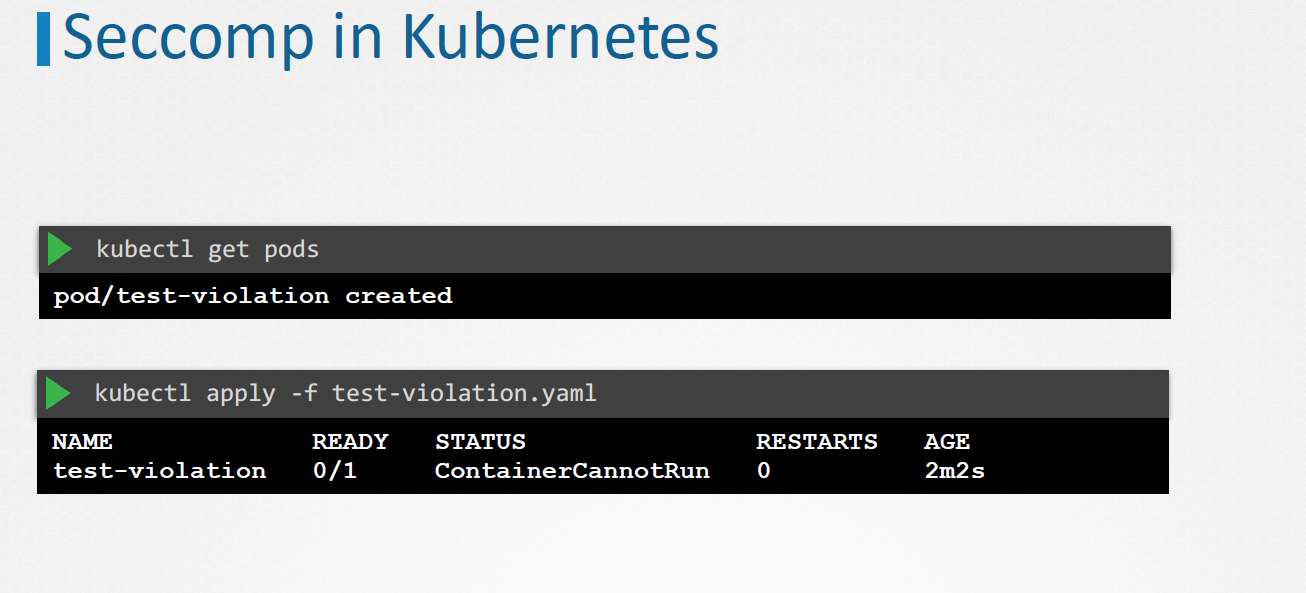 Seccomp in Kubernetes
kubectl get pods
pod/test-violation created
kubectl apply -f test-violation.yaml
NAME READY STATUS RESTARTS AGE
test-violation 0/1 ContainerCannotRun 0 2m2s